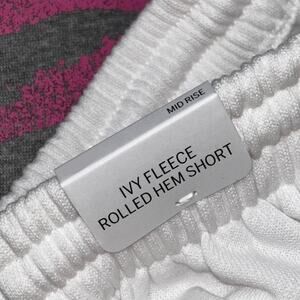 MID RISE
IVY FLEECE
ROLLED HEM SHORT